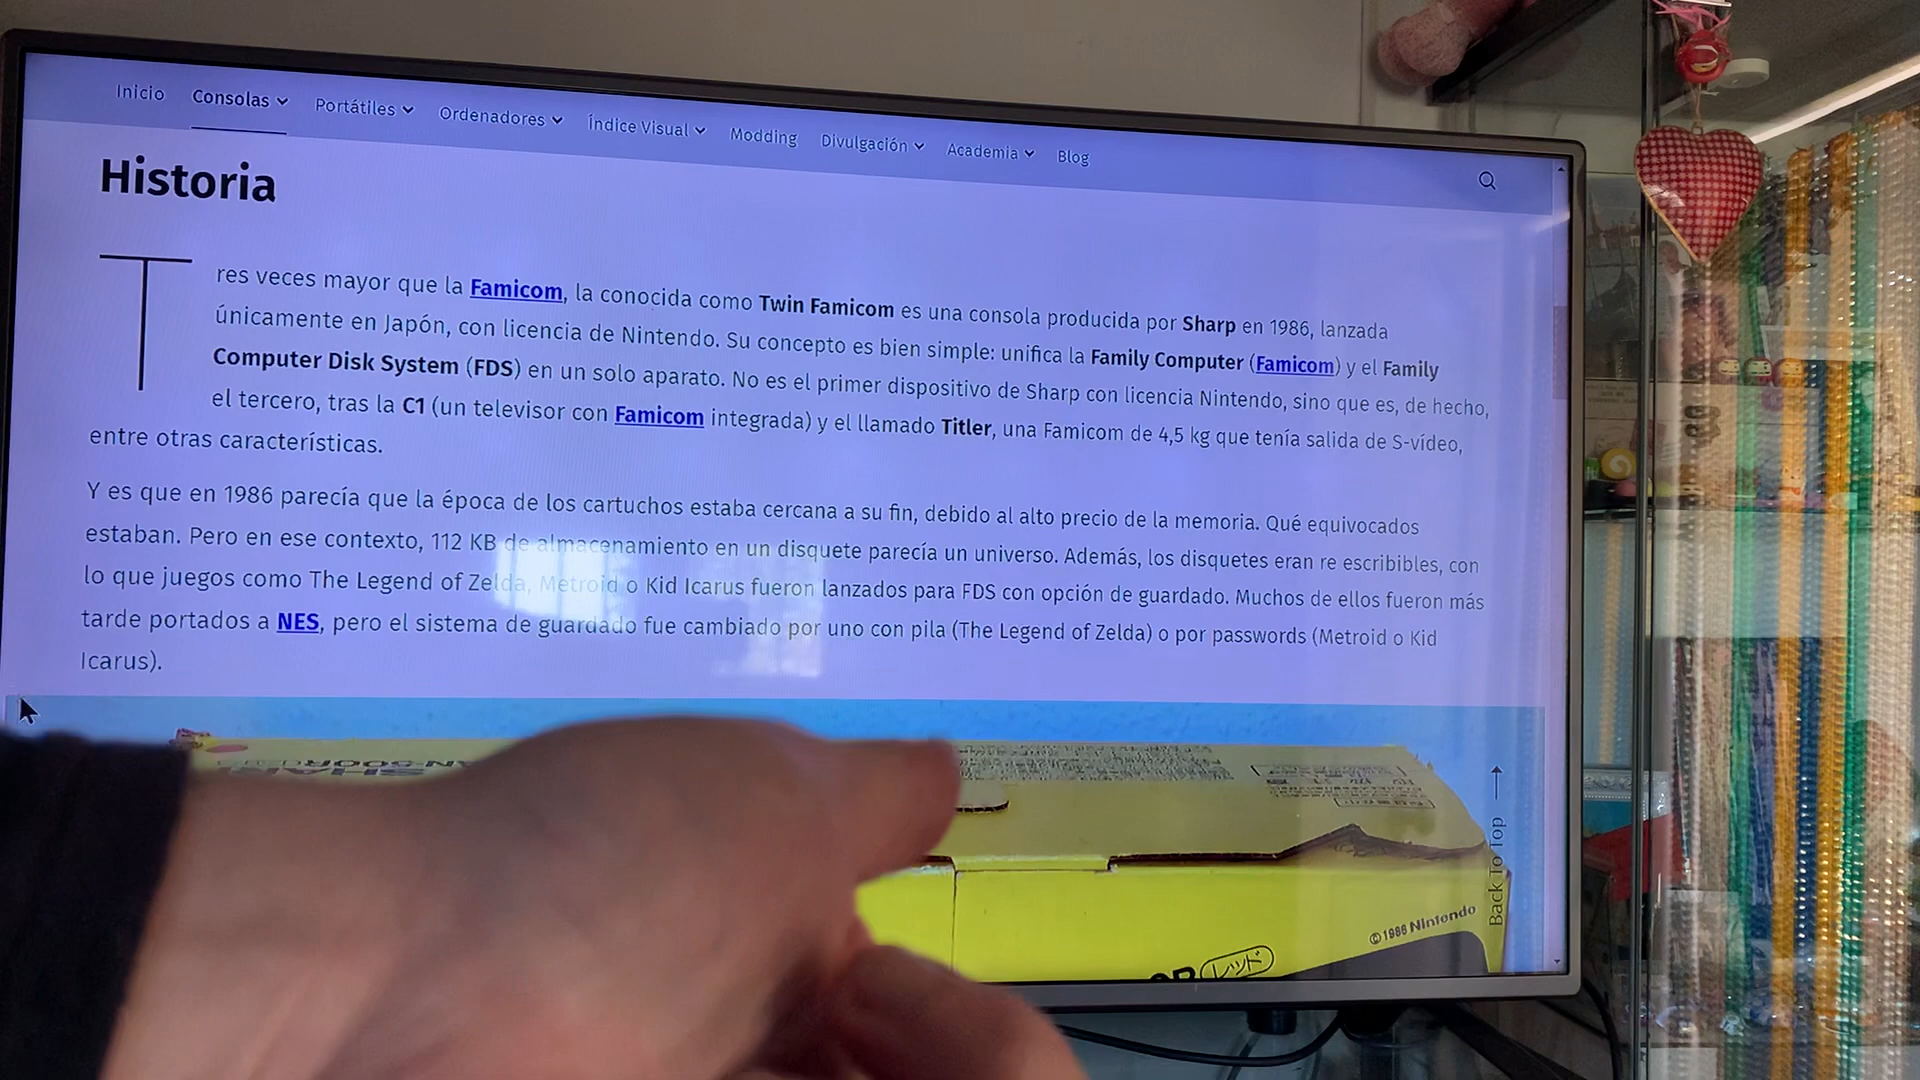 Inicio Consolas Portátiles Ordenadores Índice Visual Modding Divulgación Academia Blog
Historia
Tres veces mayor que la Famicom, la conocida como Twin Famicom es una consola producida por Sharp en 1986, lanzada
únicamente en Japón, con licencia de Nintendo. Su concepto es bien simple: unifica la Family Computer (Famicom) y el Family
Computer Disk System (FDS) en un solo aparato. No es el primer dispositivo de Sharp con licencia Nintendo, sino que es, de hecho,
el tercero, tras la C1 (un televisor con Famicom integrada) y el llamado Titler, una Famicom de 4,5 kg que tenía salida de S-vídeo,
entre otras características.
Y es que en 1986 parecía que la época de los cartuchos estaba cercana a su fin, debido al alto precio de la memoria. Qué equivocados
estaban. Pero en ese contexto, 112 KB de almacenamiento en un disquete parecía un universo. Además, los disquetes eran re escribibles, con
lo que juegos como The Legend of Zelda, Metroid o Kid Icarus fueron lanzados para FDS con opción de guardado. Muchos de ellos fueron más
tarde portados a NES, pero el sistema de guardado fue cambiado por uno con pila (The Legend of Zelda) o por passwords (Metroid o Kid
Icarus).
Back To Top
©1986 Nintendo
レッド